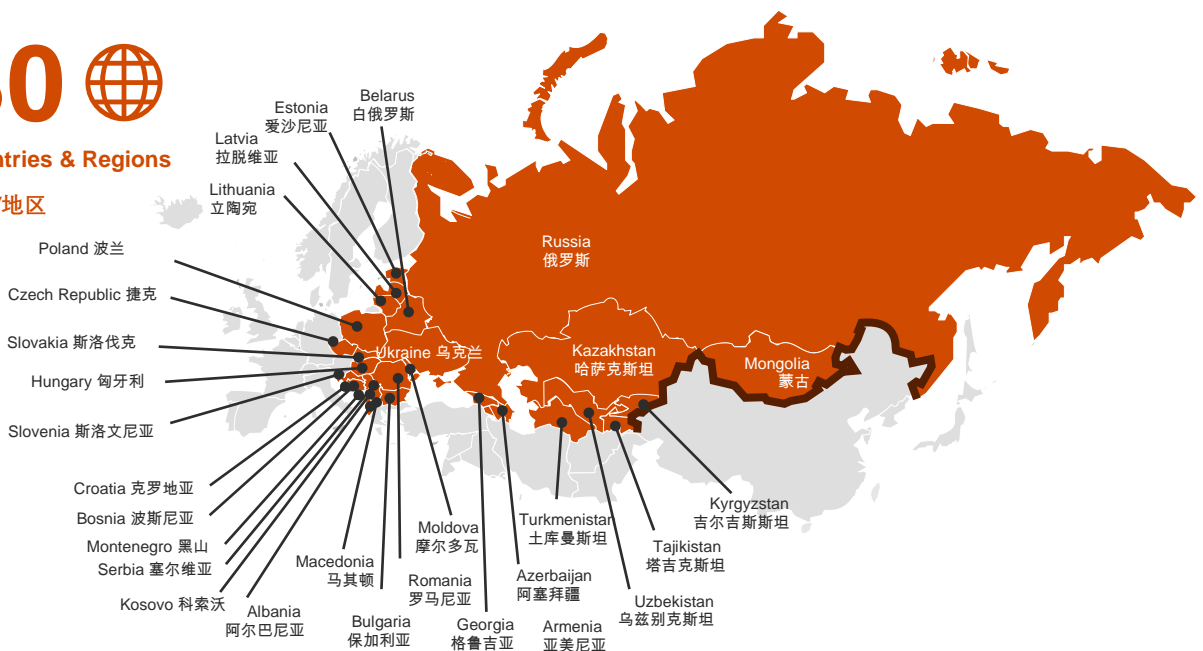 0
ntries & Regions
/地区
Belarus
白俄罗斯
Estonia
爱沙尼亚
Latvia
拉脱维亚
Lithuania
立陶宛
Poland 波兰
Czech Republic 捷克
Slovakia 斯洛伐克
Hungary 匈牙利
Slovenia 斯洛文尼亚
Croatia 克罗地亚
Bosnia 波斯尼亚
Montenegro 黑山
Serbia 塞尔维亚
Kosovo 科索沃
Albania
阿尔巴尼亚
Macedonia
马其顿
Bulgaria
保加利亚
Romania
罗马尼亚
Moldova
摩尔多瓦
Georgia
格鲁吉亚
Azerbaijan
阿塞拜疆
Armenia
亚美尼亚
Turkmenistan
土库曼斯坦
Uzbekistan
乌兹别克斯坦
Tajikistan
塔吉克斯坦
Kyrgyzstan
吉尔吉斯斯坦
Russia
俄罗斯
Ukraine 乌克兰
Kazakhstan
哈萨克斯坦
Mongolia
蒙古